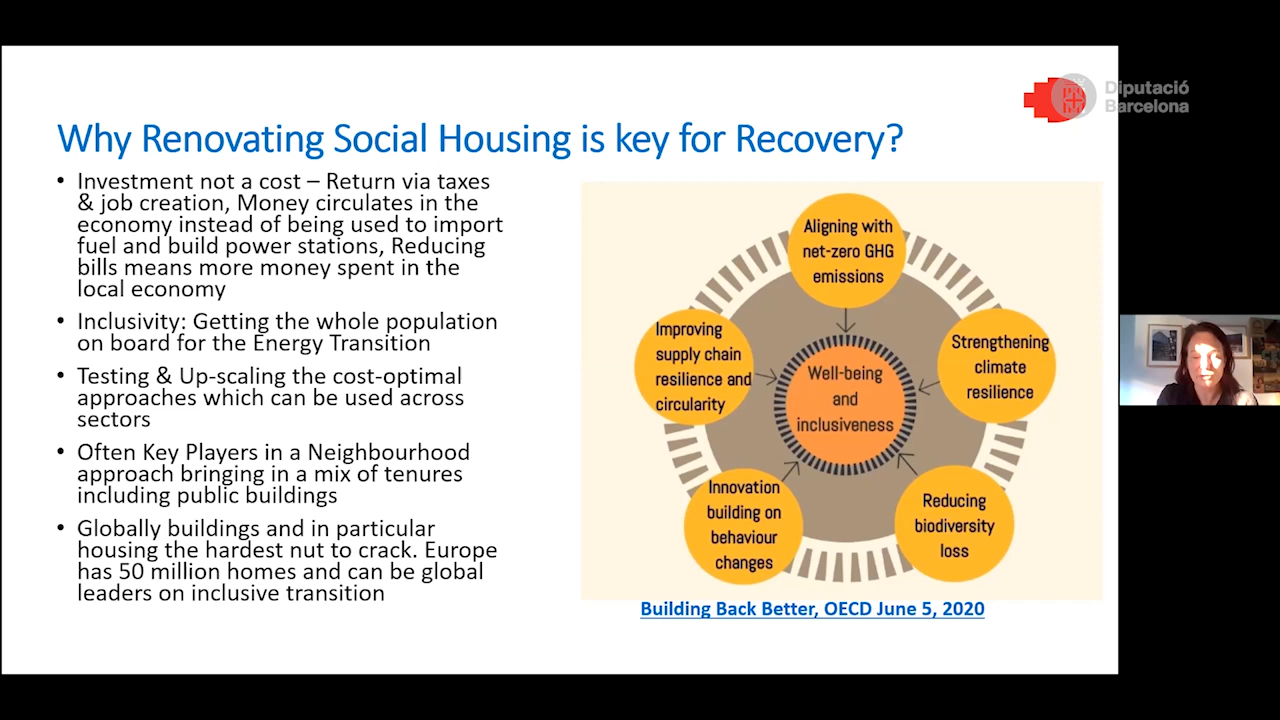 Diputació
Barcelona
Why Renovating Social Housing is key for Recovery?
• Investment not a cost – Return via taxes
& job creation, Money circulates in the
economy instead of being used to import
fuel and build power stations, Reducing
bills means more money spent in the
local economy
• Inclusivity: Getting the whole population
on board for the Energy Transition
• Testing & Up-scaling the cost-optimal
approaches which can be used across
sectors
• Often Key Players in a Neighbourhood
approach bringing in a mix of tenures
including public buildings
• Globally buildings and in particular
housing the hardest nut to crack. Europe
has 50 million homes and can be global
leaders on inclusive transition
Aligning with
net-zero GHG
emissions
Strengthening
climate
resilience
Reducing
biodiversity
loss
Innovation
building on
behaviour
changes
Improving
supply chain
resilience and
circularity
Well-being
and
inclusiveness
Building Back Better, OECD June 5, 2020